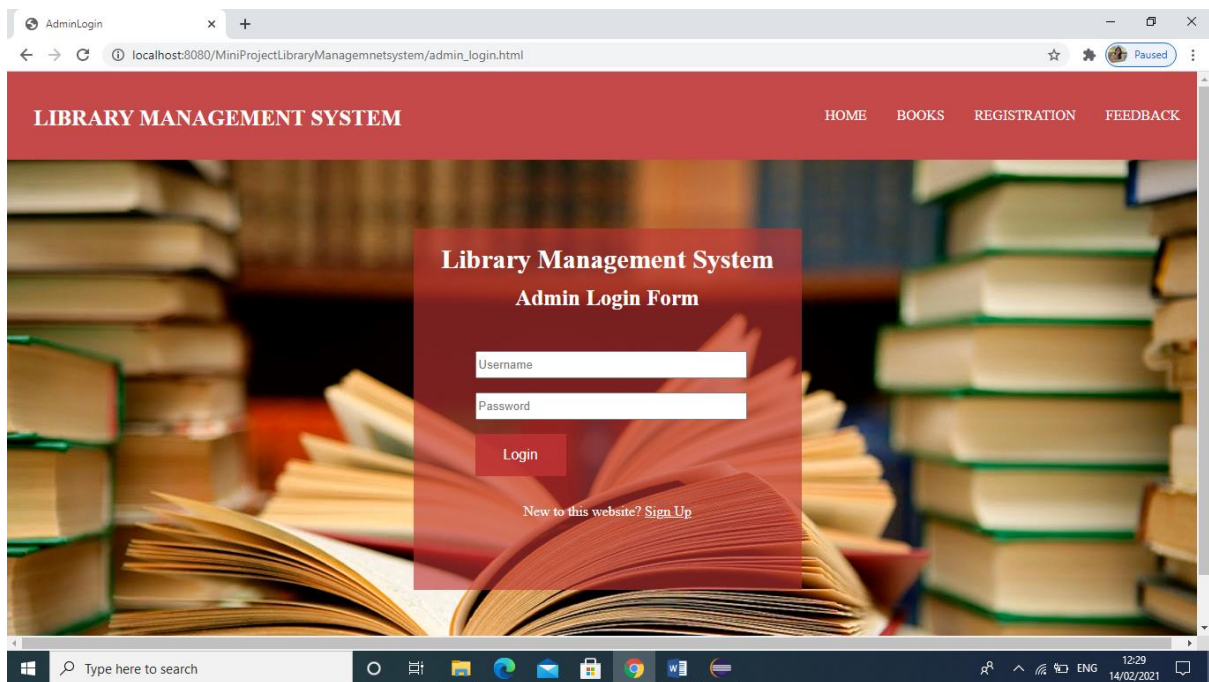 AdminLogin
localhost:8080/MiniProjectLibraryManagemnetsystem/admin_login.html
Paused
LIBRARY MANAGEMENT SYSTEM
HOME BOOKS REGISTRATION FEEDBACK
Library Management System
Admin Login Form
Username
Password
Login
New to this website? Sign Up
Type here to search
ENG
12:29
14/02/2021